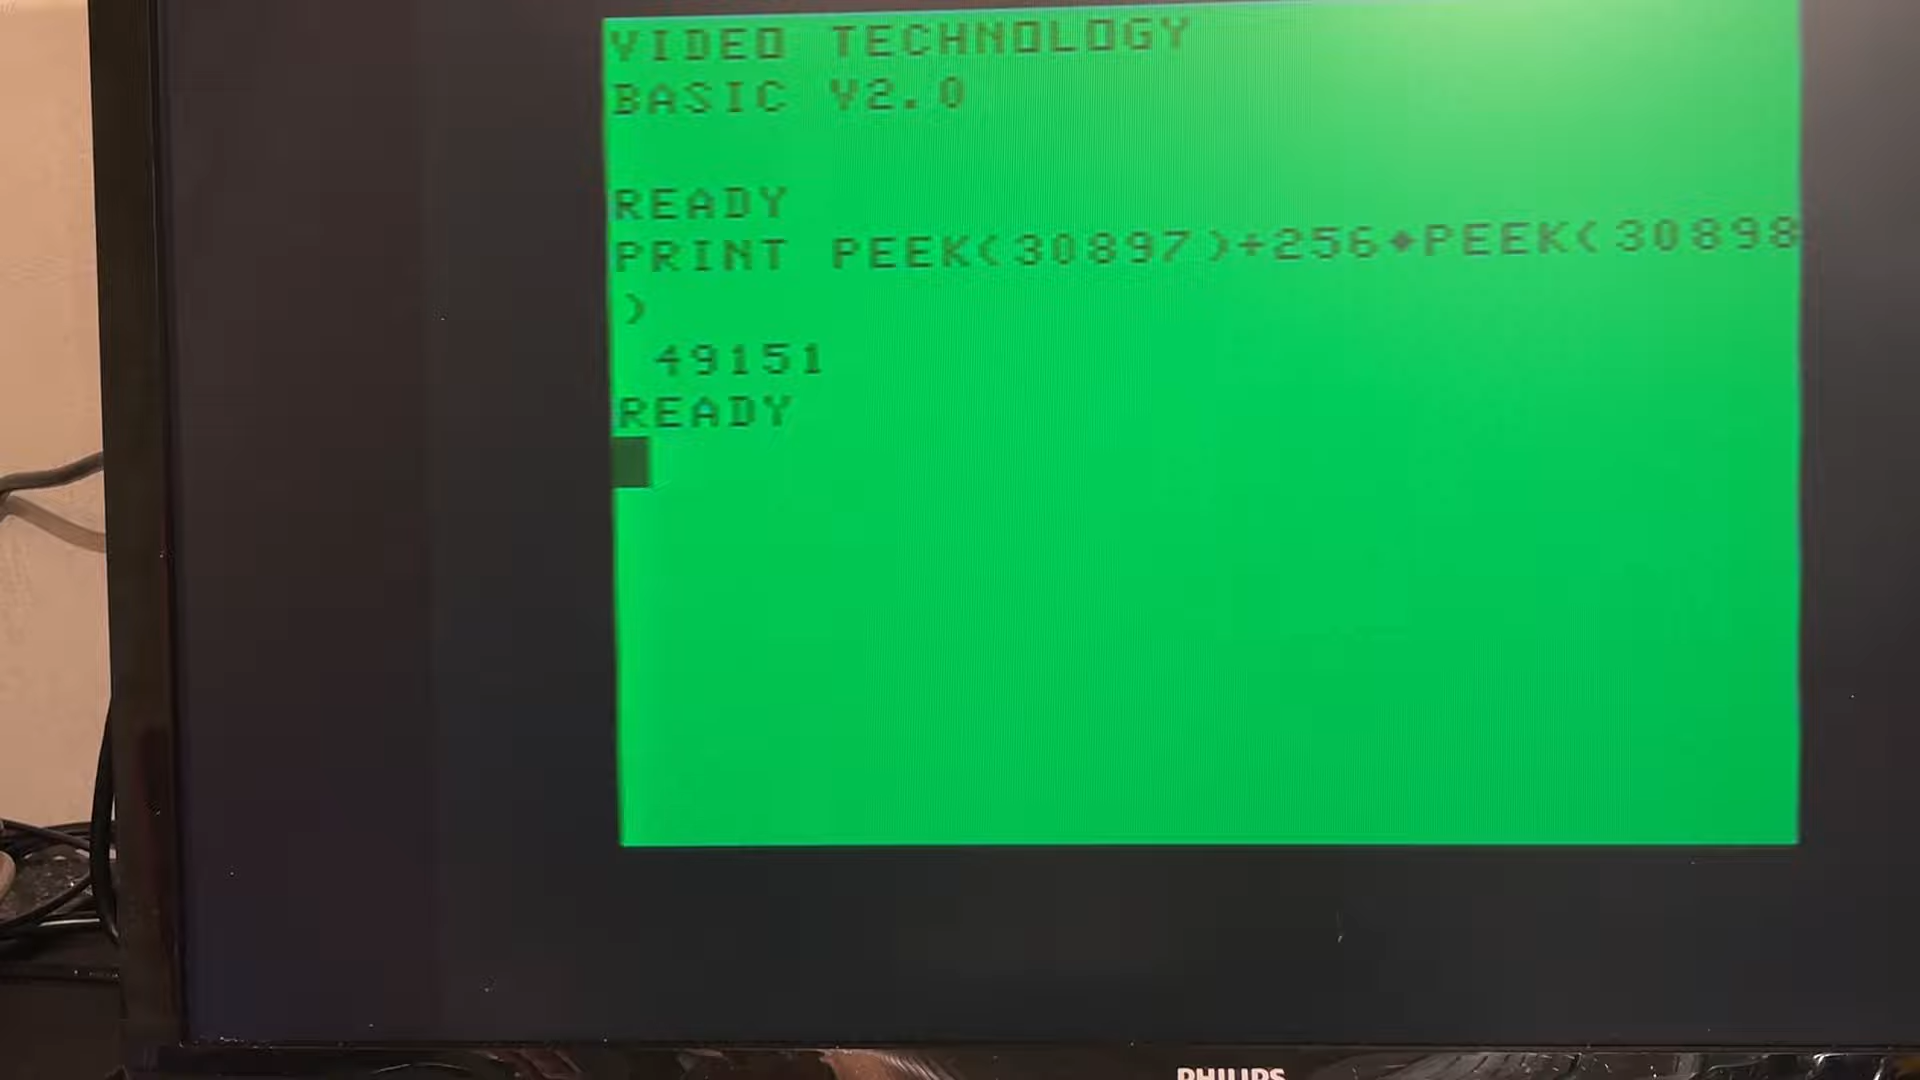 VIDEO TECHNOLOGY
BASIC V2.0
READY
PRINT PEEK(30897)+256*PEEK(30898
)
49151
READY
PHILIPS